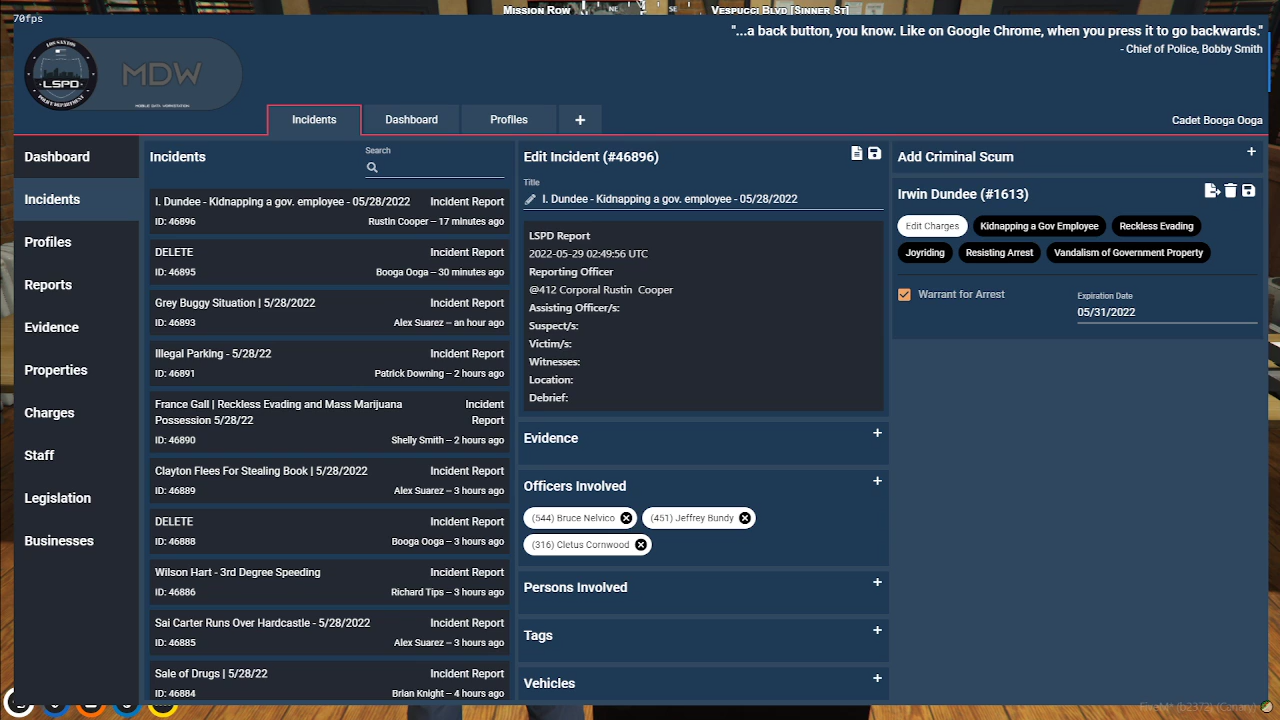 70fps
Mission Row
NE
SE
Vespucci Blvd [Sinner St]
"...a back button, you know. Like on Google Chrome, when you press it to go backwards."
- Chief of Police, Bobby Smith
LOS SANTOS
LSPD
POLICE DEPARTMENT
MDW
MOBILE DATA WORKSTATION
Incidents
Dashboard
Profiles
+
Cadet Booga Ooga
Dashboard
Incidents
Profiles
Reports
Evidence
Properties
Charges
Staff
Legislation
Businesses
Incidents
Search
I. Dundee - Kidnapping a gov. employee - 05/28/2022 Incident Report
ID: 46896 Rustin Cooper – 17 minutes ago
DELETE Incident Report
ID: 46895 Booga Ooga – 30 minutes ago
Grey Buggy Situation | 5/28/2022 Incident Report
ID: 46893 Alex Suarez – an hour ago
Illegal Parking - 5/28/22 Incident Report
ID: 46891 Patrick Downing – 2 hours ago
France Gall | Reckless Evading and Mass Marijuana Incident
Possession 5/28/22 Report
ID: 46890 Shelly Smith – 2 hours ago
Clayton Flees For Stealing Book | 5/28/2022 Incident Report
ID: 46889 Alex Suarez – 3 hours ago
DELETE Incident Report
ID: 46888 Booga Ooga – 3 hours ago
Wilson Hart - 3rd Degree Speeding Incident Report
ID: 46886 Richard Tips – 3 hours ago
Sai Carter Runs Over Hardcastle - 5/28/2022 Incident Report
ID: 46885 Alex Suarez – 3 hours ago
Sale of Drugs | 5/28/22 Incident Report
ID: 46884 Brian Knight – 4 hours ago
Edit Incident (#46896)
Title
I. Dundee - Kidnapping a gov. employee - 05/28/2022
LSPD Report
2022-05-29 02:49:56 UTC
Reporting Officer
@412 Corporal Rustin Cooper
Assisting Officer/s:
Suspect/s:
Victim/s:
Witnesses:
Location:
Debrief:
Evidence +
Officers Involved +
(544) Bruce Nelvico
(451) Jeffrey Bundy
(316) Cletus Cornwood
Persons Involved +
Tags +
Vehicles +
Add Criminal Scum +
Irwin Dundee (#1613)
Edit Charges
Kidnapping a Gov Employee
Reckless Evading
Joyriding
Resisting Arrest
Vandalism of Government Property
Warrant for Arrest
Expiration Date
05/31/2022
FiveM* (b2372) (Canary)